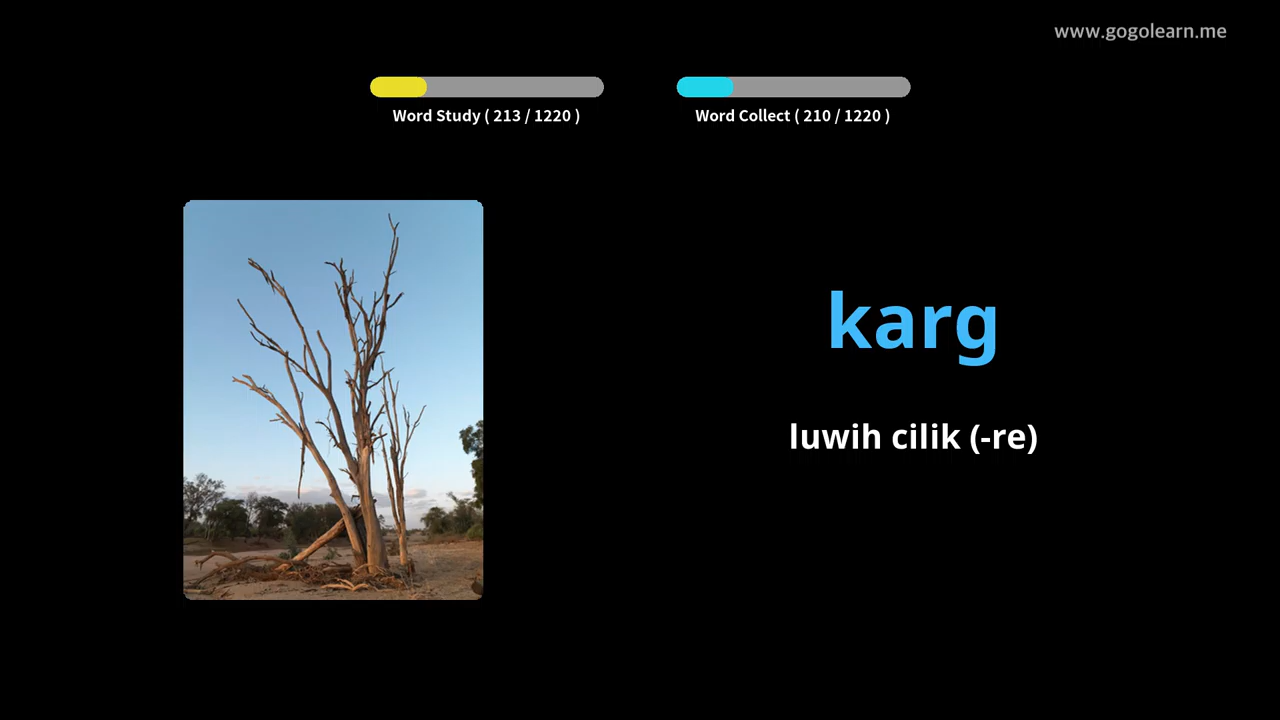 www.gogolearn.me
Word Study ( 213 / 1220 )
Word Collect ( 210 / 1220 )
karg
luwih cilik (-re)